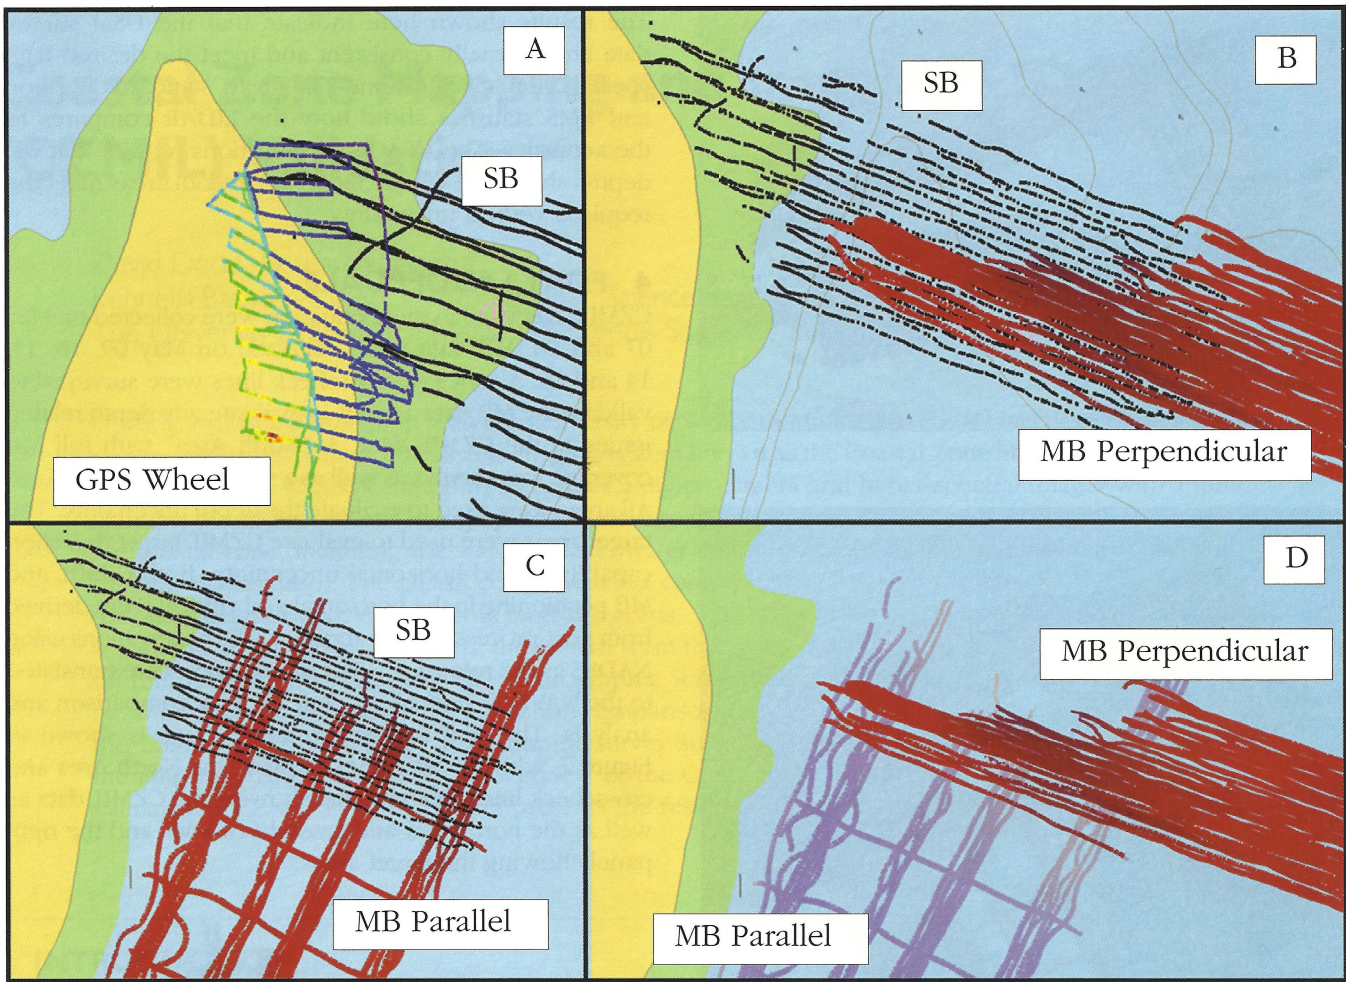 A
SB
GPS Wheel
B
SB
MB Perpendicular
C
SB
MB Parallel
D
MB Perpendicular
MB Parallel